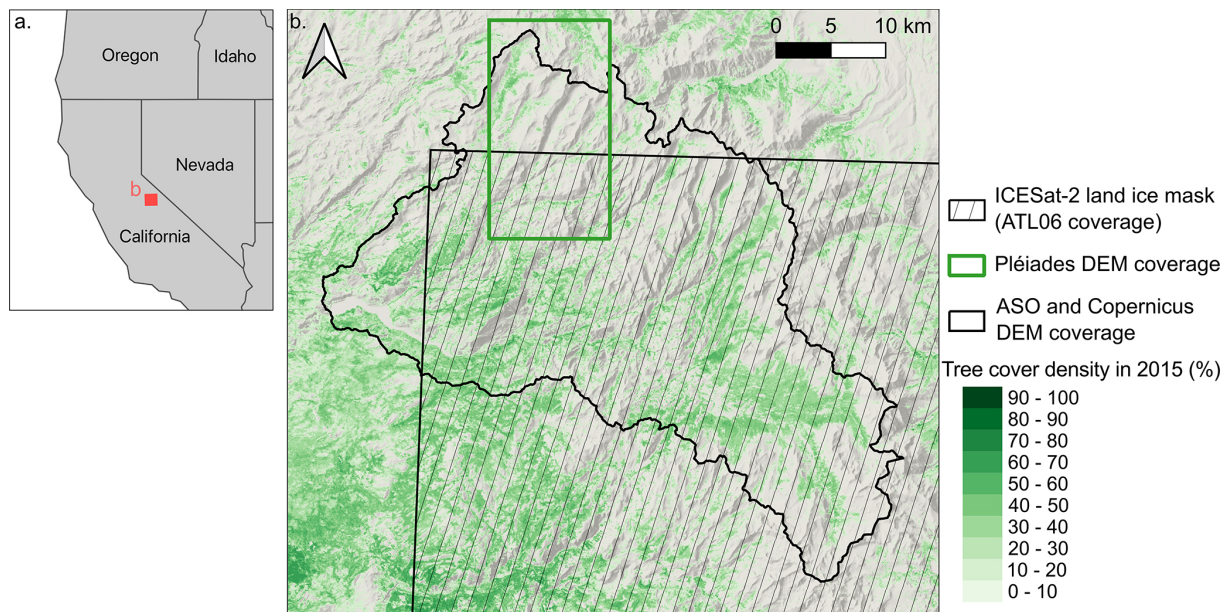 a.
Oregon
Idaho
Nevada
b
California
b.
0 5 10 km
ICESat-2 land ice mask
(ATL06 coverage)
Pléiades DEM coverage
ASO and Copernicus
DEM coverage
Tree cover density in 2015 (%)
90 - 100
80 - 90
70 - 80
60 - 70
50 - 60
40 - 50
30 - 40
20 - 30
10 - 20
0 - 10